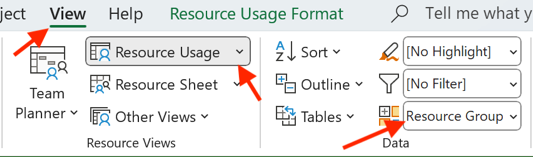 ject View Help Resource Usage Format Tell me what y
Team
Planner
Resource Usage
Resource Sheet
Other Views
Resource Views
Sort
Outline
Tables
[No Highlight]
[No Filter]
Resource Group
Data